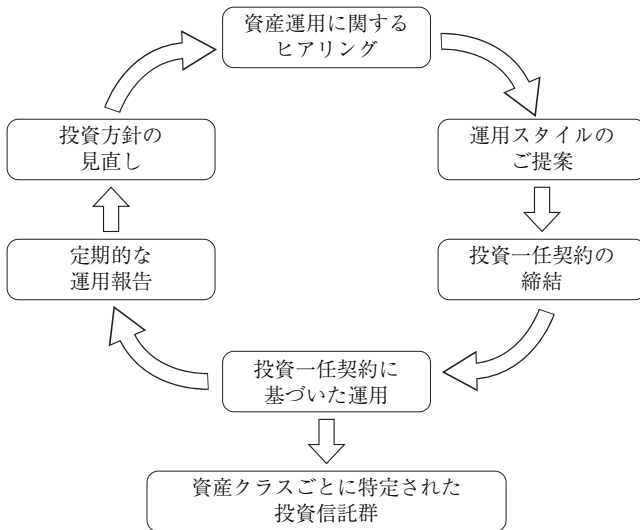 資産運用に関する
ヒアリング
運用スタイルの
ご提案
投資一任契約の
締結
投資一任契約に
基づいた運用
資産クラスごとに特定された
投資信託群
定期的な
運用報告
投資方針の
見直し